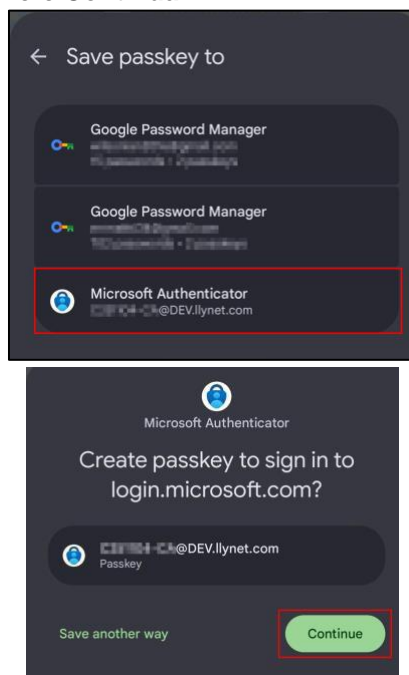 ← Save passkey to
Google Password Manager
Google Password Manager
Microsoft Authenticator
@DEV.llynet.com
Microsoft Authenticator
Create passkey to sign in to
login.microsoft.com?
@DEV.llynet.com
Passkey
Save another way
Continue